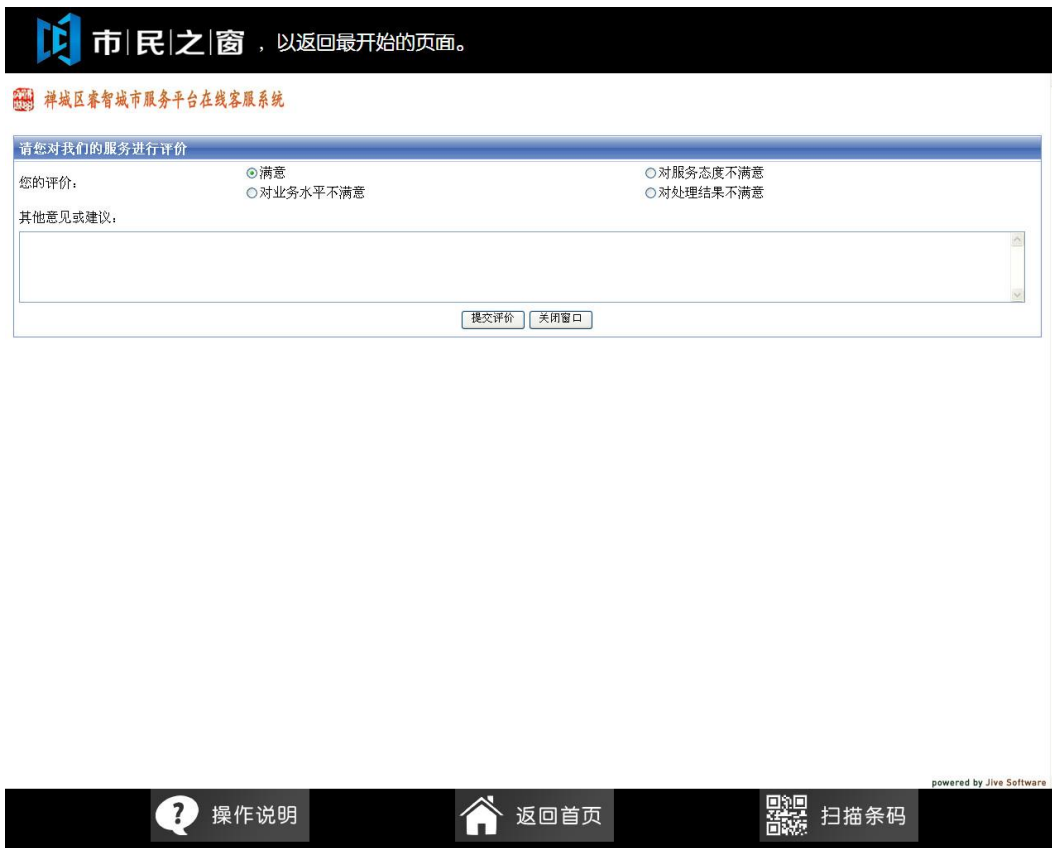 市民之窗，以返回最开始的页面。
禅城区睿智城市服务平台在线客服系统
请您对我们的服务进行评价
您的评价：
满意 对服务态度不满意
对业务水平不满意 对处理结果不满意
其他意见或建议：
提交评价 关闭窗口
powered by Jive Software
操作说明 返回首页 扫描条码